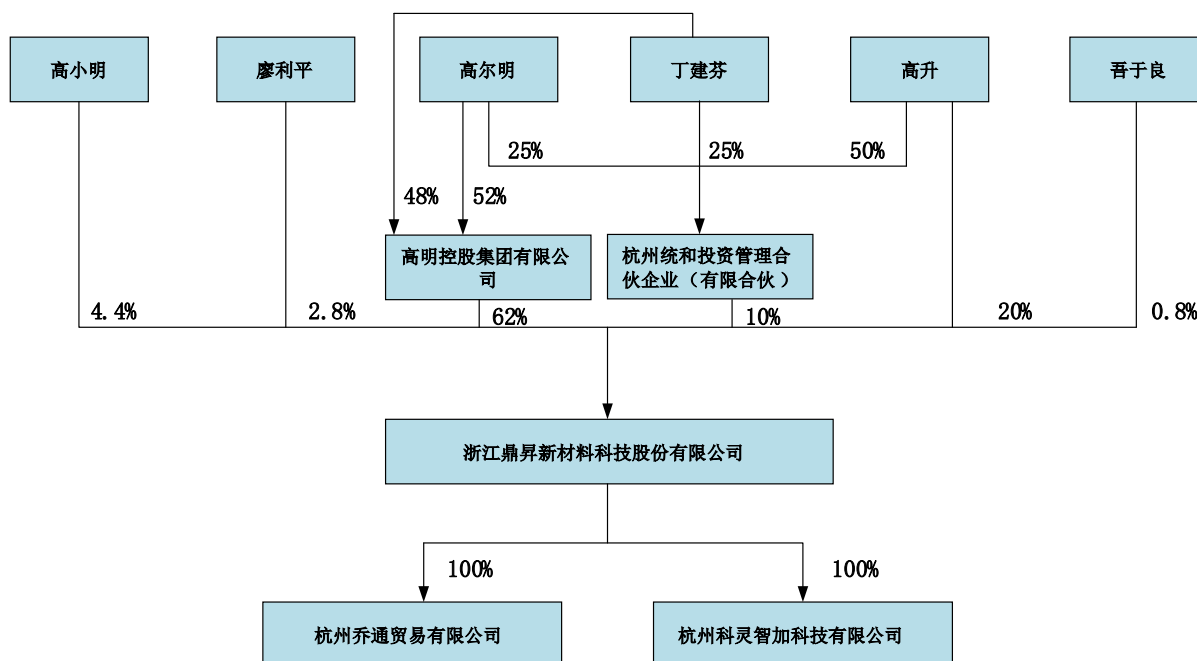 高小明
廖利平
高尔明
丁建芬
高升
吾于良
25%
25%
50%
48%
52%
高明控股集团有限公
司
杭州统和投资管理合
伙企业（有限合伙）
4.4%
2.8%
62%
10%
20%
0.8%
浙江鼎昇新材料科技股份有限公司
100%
100%
杭州乔通贸易有限公司
杭州科灵智加科技有限公司